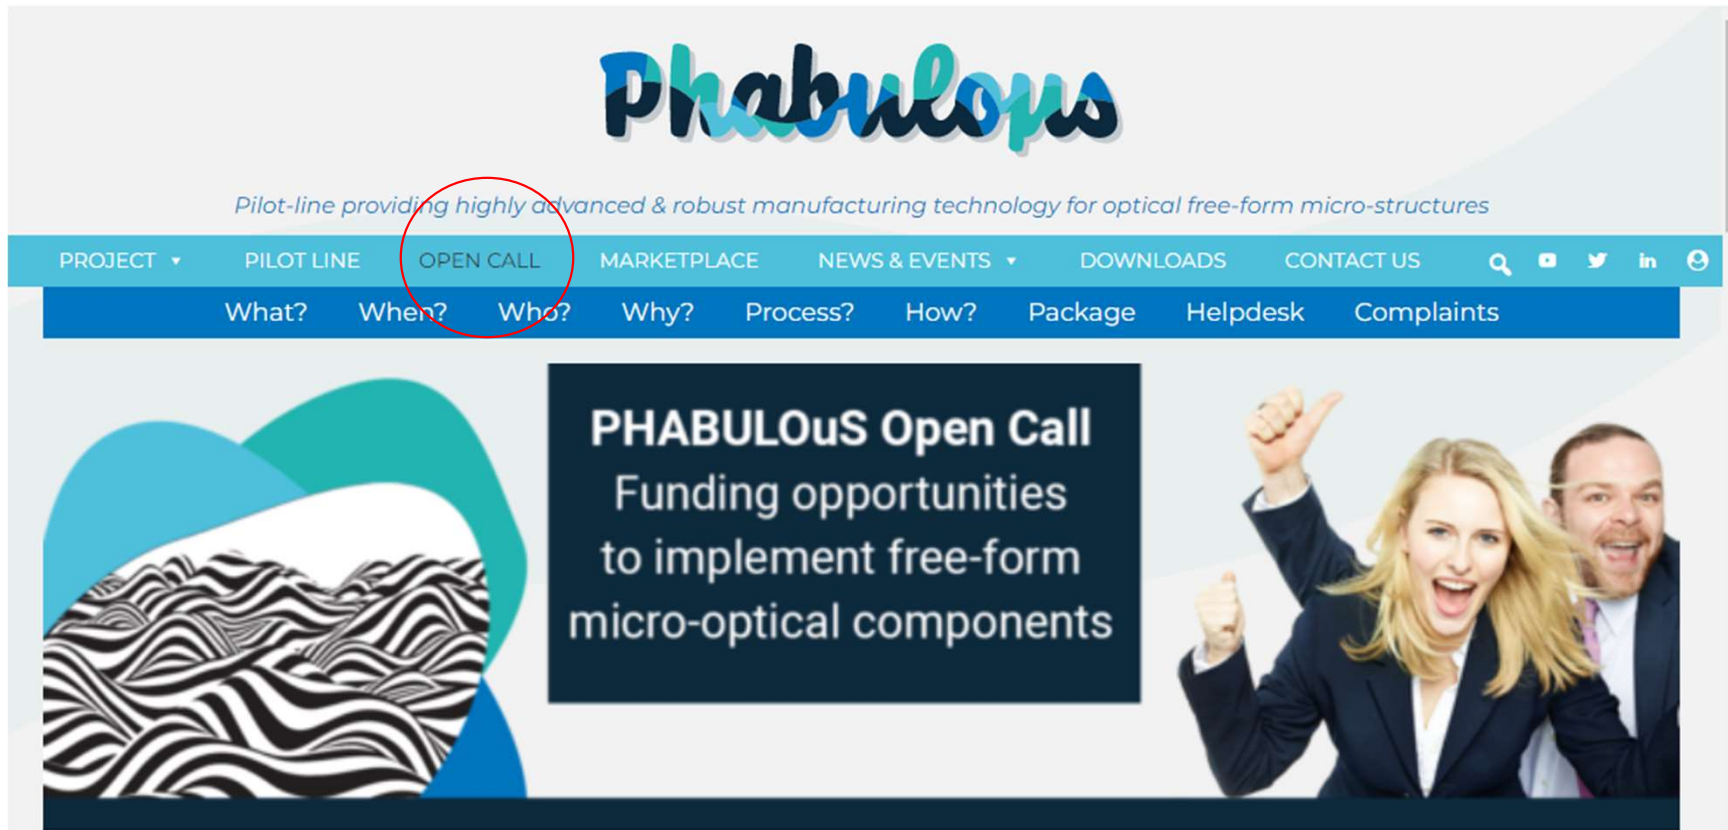 Phabulous
Pilot-line providing highly advanced & robust manufacturing technology for optical free-form micro-structures
PROJECT PILOT LINE OPEN CALL MARKETPLACE NEWS & EVENTS DOWNLOADS CONTACT US
What? When? Who? Why? Process? How? Package Helpdesk Complaints
PHABULOuS Open Call
Funding opportunities
to implement free-form
micro-optical components